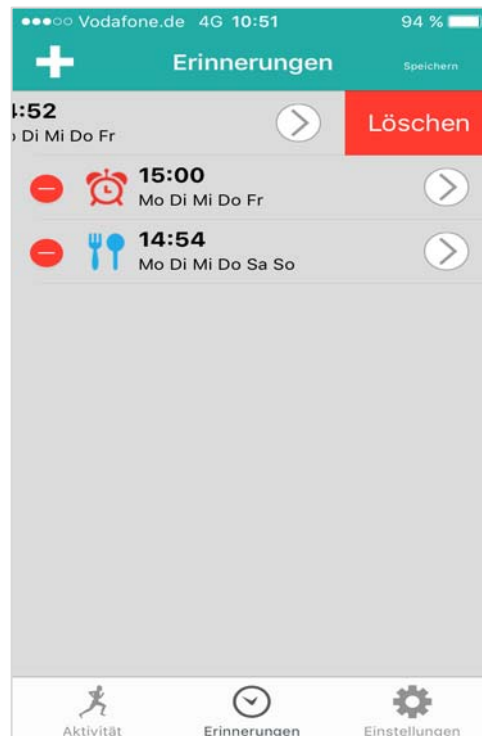 Vodafone.de 4G 10:51 94 %
Erinnerungen Speichern
:52
Di Mi Do Fr
Löschen
15:00
Mo Di Mi Do Fr
14:54
Mo Di Mi Do Sa So
Aktivität Erinnerungen Einstellungen